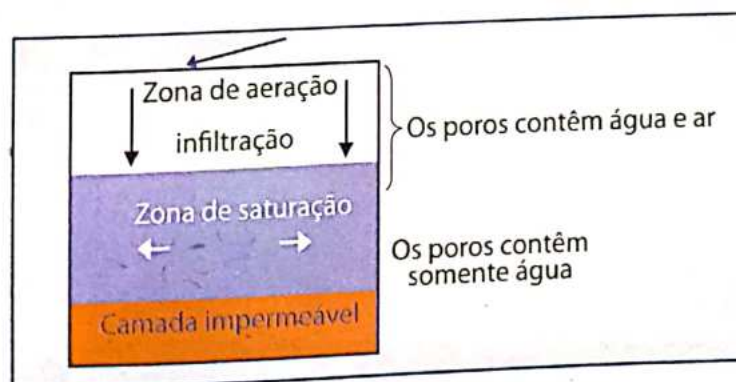 Zona de aeração
infiltração
Os poros contêm água e ar
Zona de saturação
Os poros contêm
somente água
Camada impermeável